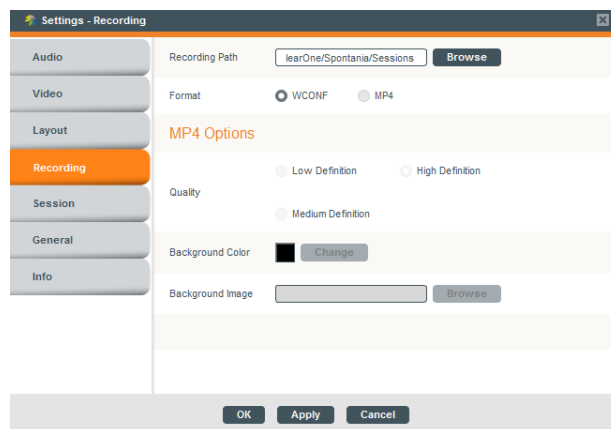 Settings - Recording
Audio
Video
Layout
Recording
Session
General
Info
Recording Path learOne/Spontania/Sessions Browse
Format WCONF MP4
MP4 Options
Quality
Low Definition High Definition
Medium Definition
Background Color Change
Background Image Browse
OK Apply Cancel